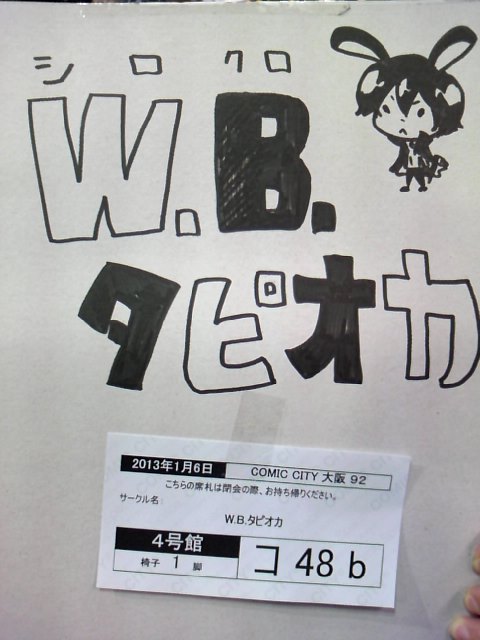 シロ クロ
W.B.
タピオカ
2013年1月6日 COMIC CITY 大阪 92
こちらの席札は閉会の際、お持ち帰りください。
サークル名:
W.B.タピオカ
4号館
椅子 1 脚
コ 48 b